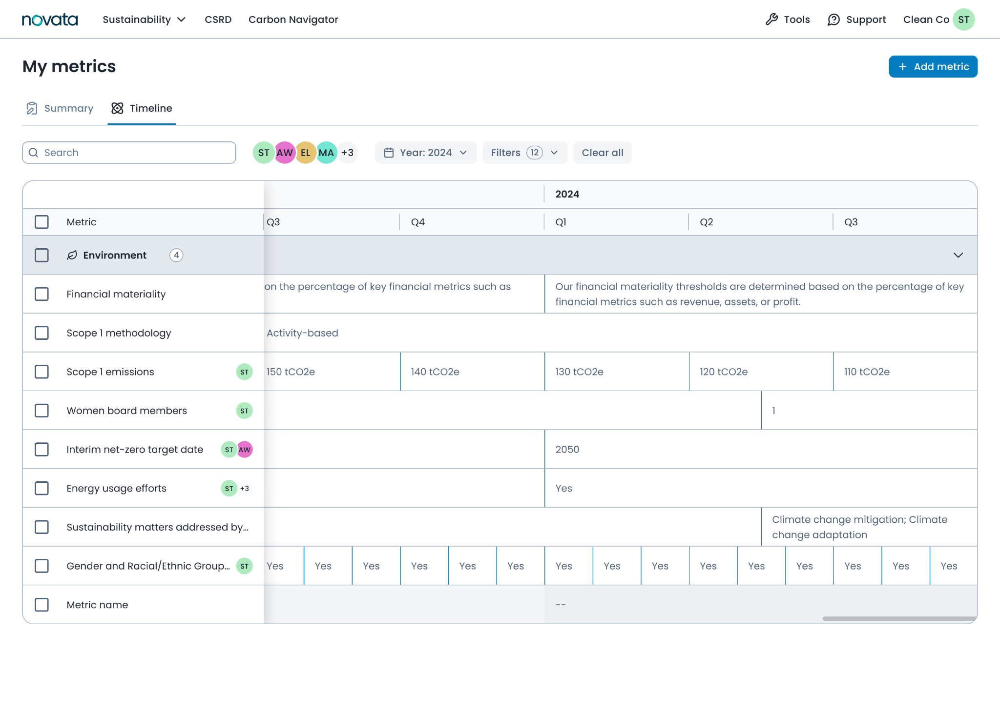 novata Sustainability CSRD Carbon Navigator Tools Support Clean Co ST
My metrics
+ Add metric
Summary Timeline
Search ST AW EL MA +3 Year: 2024 Filters 12 Clear all
2024
Metric Q3 Q4 Q1 Q2 Q3
Environment 4
Financial materiality
on the percentage of key financial metrics such as
Our financial materiality thresholds are determined based on the percentage of key
financial metrics such as revenue, assets, or profit.
Scope 1 methodology Activity-based
Scope 1 emissions ST 150 tCO2e 140 tCO2e 130 tCO2e 120 tCO2e 110 tCO2e
Women board members ST 1
Interim net-zero target date ST AW 2050
Energy usage efforts ST +3 Yes
Sustainability matters addressed by...
Climate change mitigation; Climate
change adaptation
Gender and Racial/Ethnic Group... ST Yes Yes Yes Yes Yes Yes Yes Yes Yes Yes Yes Yes Yes Yes Yes
Metric name --